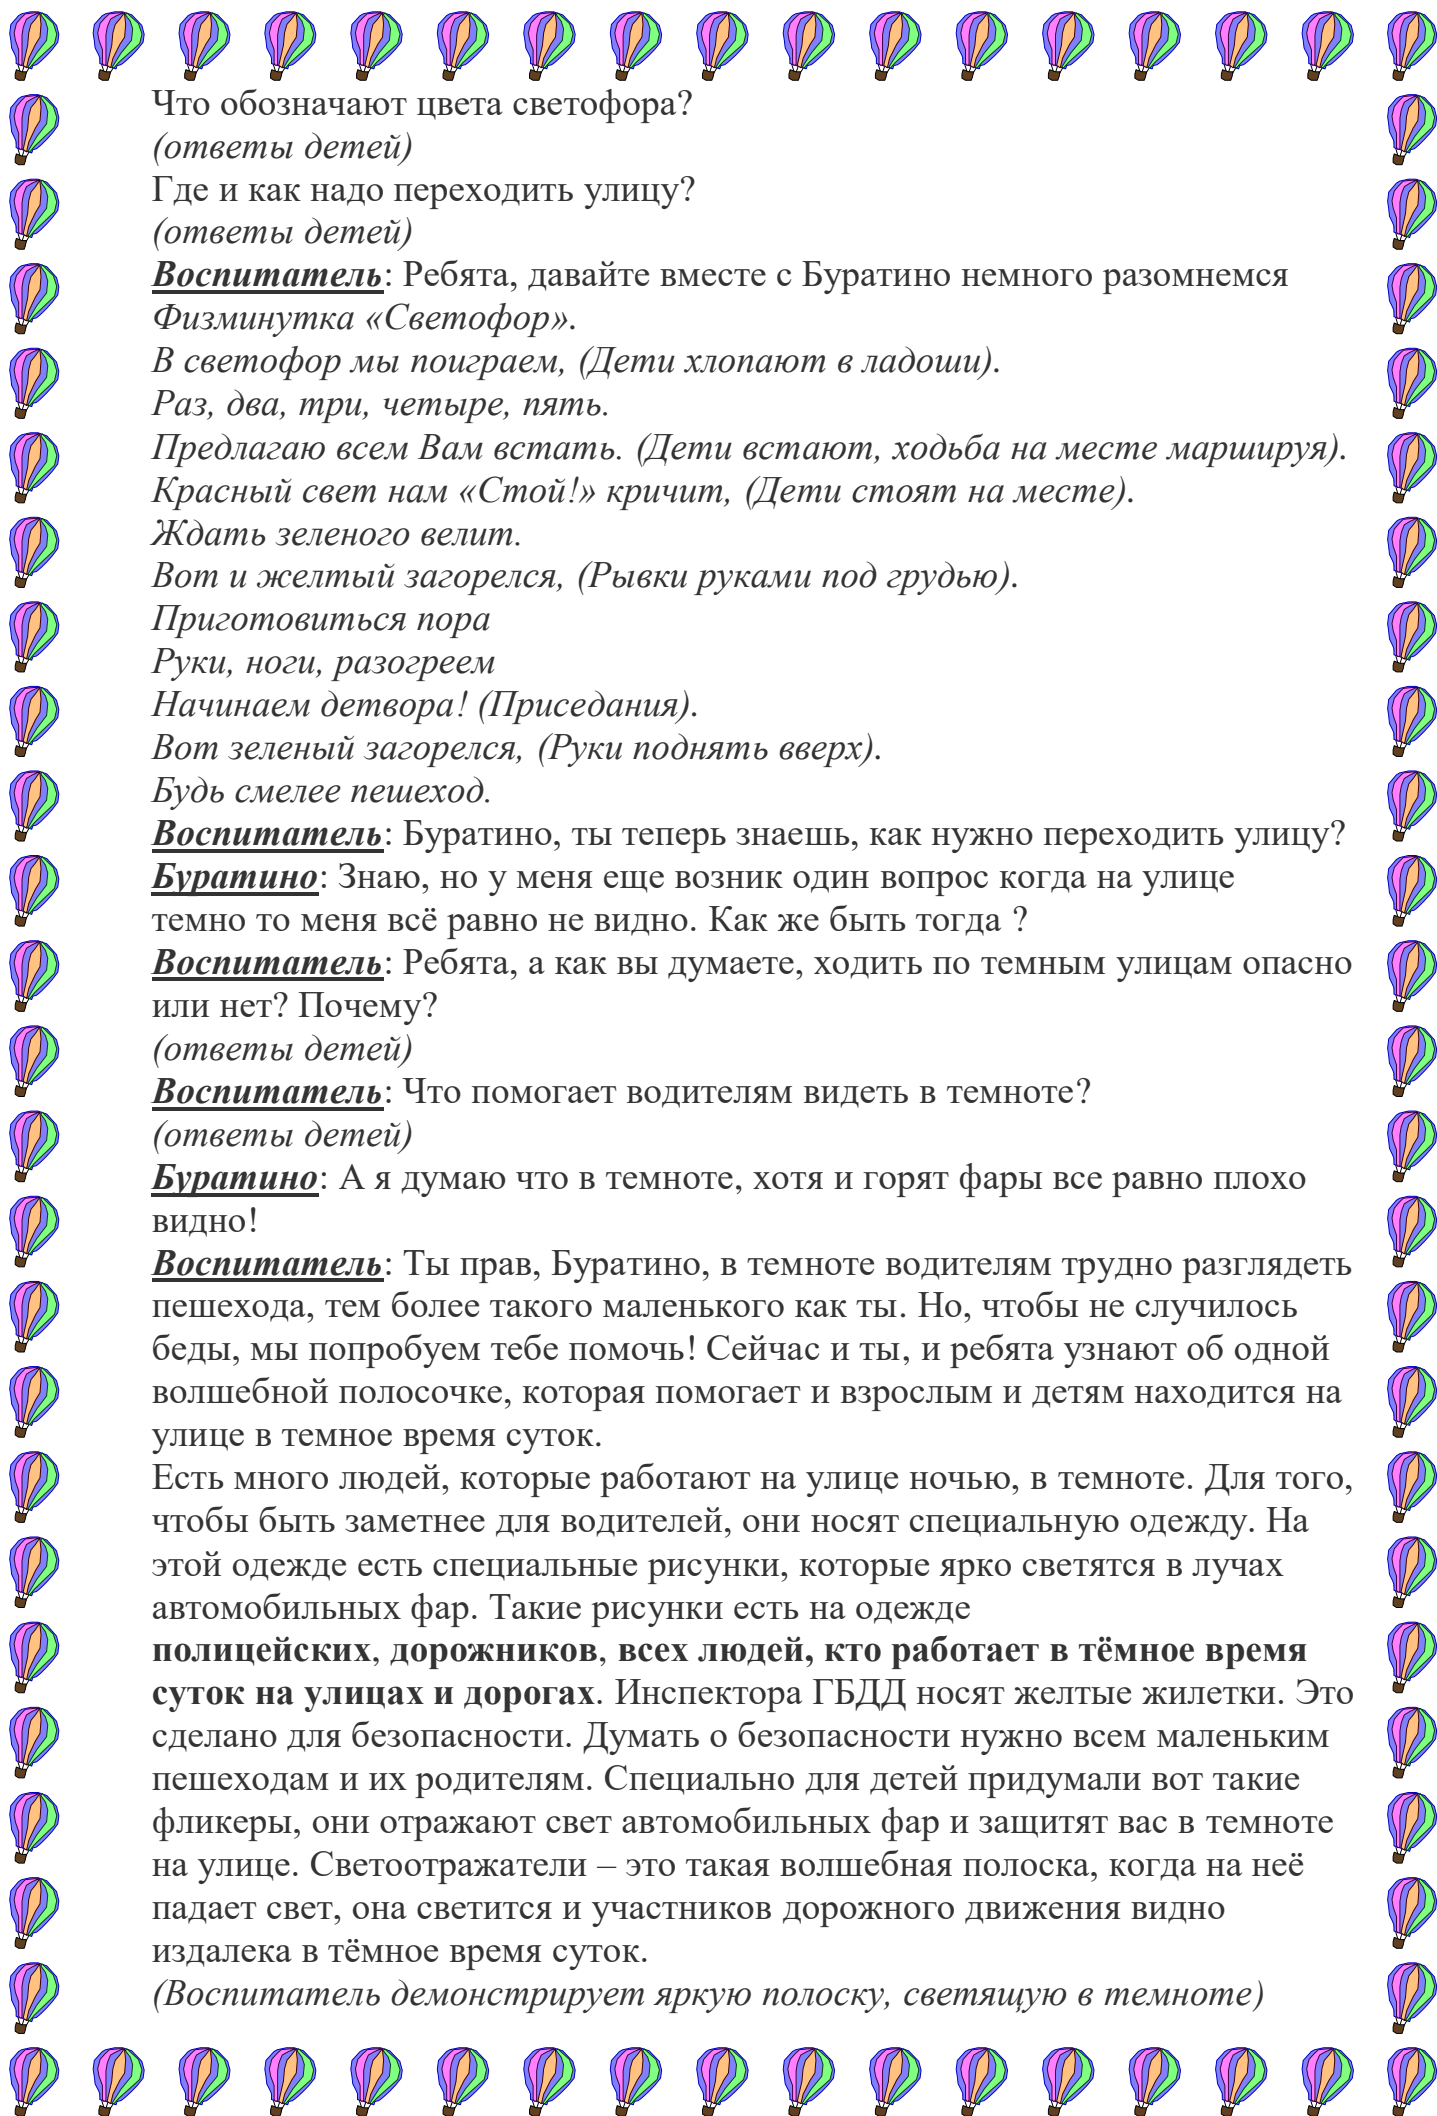 Что обозначают цвета светофора?
(ответы детей)
Где и как надо переходить улицу?
(ответы детей)
Воспитатель: Ребята, давайте вместе с Буратино немного разомнемся
Физминутка «Светофор».
В светофор мы поиграем, (Дети хлопают в ладоши).
Раз, два, три, четыре, пять.
Предлагаю всем Вам встать. (Дети встают, ходьба на месте маршируя).
Красный свет нам «Стой!» кричит, (Дети стоят на месте).
Ждать зеленого велит.
Вот и желтый загорелся, (Рывки руками под грудью).
Приготовиться пора
Руки, ноги, разогреем
Начинаем детвора! (Приседания).
Вот зеленый загорелся, (Руки поднять вверх).
Будь смелее пешеход.
Воспитатель: Буратино, ты теперь знаешь, как нужно переходить улицу?
Буратино: Знаю, но у меня еще возник один вопрос когда на улице
темно то меня всё равно не видно. Как же быть тогда ?
Воспитатель: Ребята, а как вы думаете, ходить по темным улицам опасно
или нет? Почему?
(ответы детей)
Воспитатель: Что помогает водителям видеть в темноте?
(ответы детей)
Буратино: А я думаю что в темноте, хотя и горят фары все равно плохо
видно!
Воспитатель: Ты прав, Буратино, в темноте водителям трудно разглядеть
пешехода, тем более такого маленького как ты. Но, чтобы не случилось
беды, мы попробуем тебе помочь! Сейчас и ты, и ребята узнают об одной
волшебной полосочке, которая помогает и взрослым и детям находится на
улице в темное время суток.
Есть много людей, которые работают на улице ночью, в темноте. Для того,
чтобы быть заметнее для водителей, они носят специальную одежду. На
этой одежде есть специальные рисунки, которые ярко светятся в лучах
автомобильных фар. Такие рисунки есть на одежде
полицейских, дорожников, всех людей, кто работает в тёмное время
суток на улицах и дорогах. Инспектора ГБДД носят желтые жилетки. Это
сделано для безопасности. Думать о безопасности нужно всем маленьким
пешеходам и их родителям. Специально для детей придумали вот такие
фликеры, они отражают свет автомобильных фар и защитят вас в темноте
на улице. Светоотражатели – это такая волшебная полоска, когда на неё
падает свет, она светится и участников дорожного движения видно
издалека в тёмное время суток.
(Воспитатель демонстрирует яркую полоску, светящую в темноте)